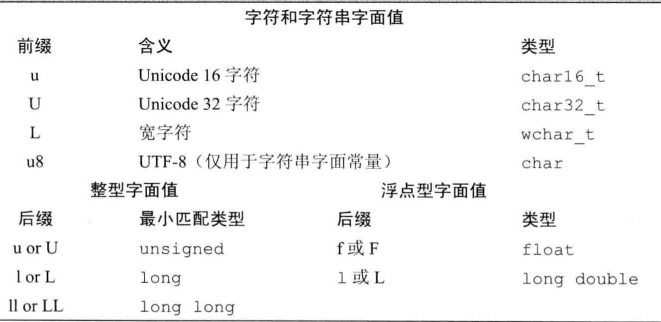 字符和字符串字面值
前缀 含义 类型
u Unicode 16 字符 char16_t
U Unicode 32 字符 char32_t
L 宽字符 wchar_t
u8 UTF-8（仅用于字符串字面常量） char
整型字面值 浮点型字面值
后缀 最小匹配类型 后缀 类型
u or U unsigned f 或 F float
l or L long l 或 L long double
ll or LL long long